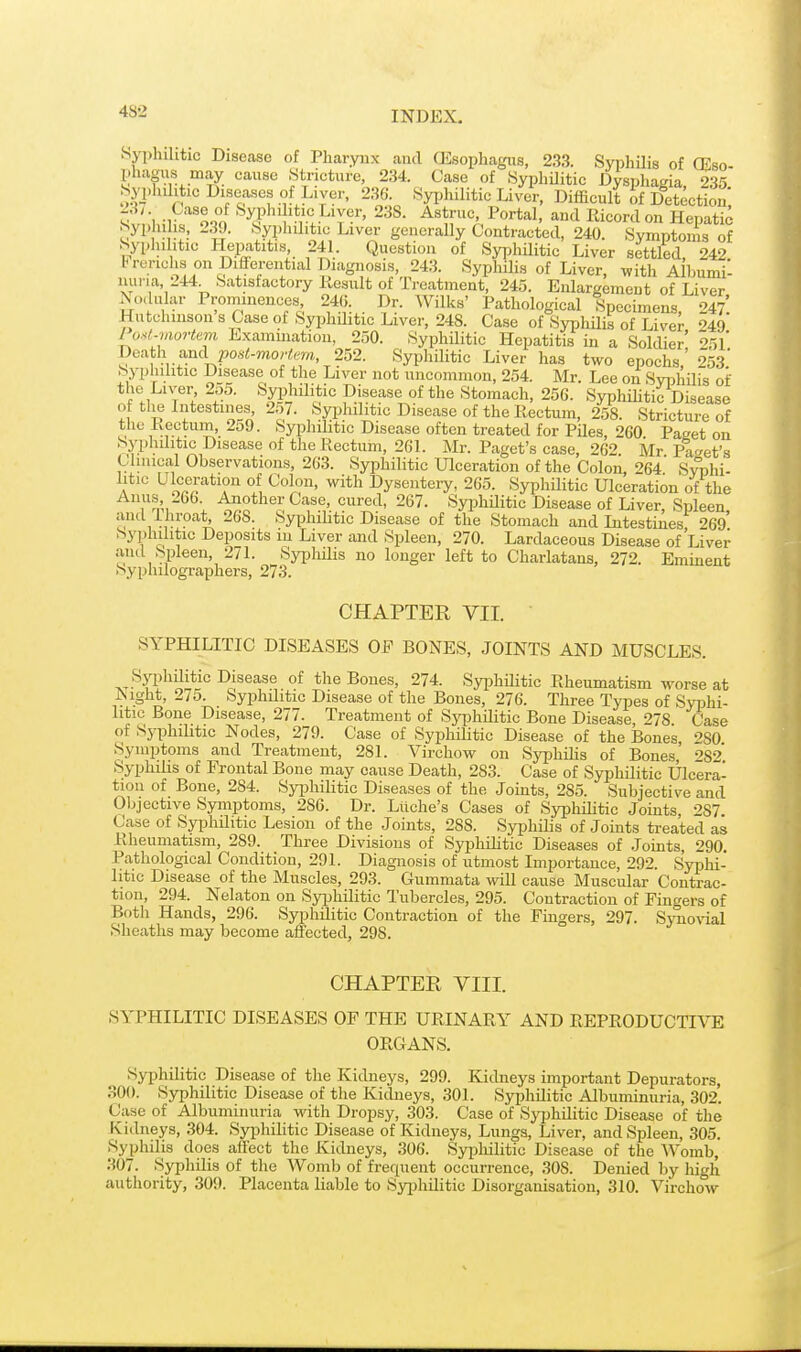 482
INDEX.
Syphilitic Disease of Pharynx and Œsophagus, 233. Syphilis of Œso-
phagus may cause Stricture, 234. Case of Syphilitic Dysphagia, 235.
Syphilitic Diseases of Liver, 236. Syphilitic Liver, Difficult of Detection,
237. Case of Syphilitic Liver, 238. Astruc, Portal, and Ricord on Hepatic
Syphilis, 239. Syphilitic Liver generally Contracted, 240. Symptoms of
Syphilitic Hepatitis, 241. Question of Syphilitic Liver settled, 242.
Frerichs on Differential Diagnosis, 243. Syphilis of Liver, with Albumi-
nuria, 244. Satisfactory Result of Treatment, 245. Enlargement of Liver,
Nodular Prominences, 246. Dr. Wilks' Pathological Specimens, 247.
Hutchinson's Case of Syphilitic Liver, 248. Case of Syphilis of Liver, 249.
Post-mortem Examination, 250. Syphilitic Hepatitis in a Soldier, 251.
Death and post-mortem, 252. Syphilitic Liver has two epochs, 253.
Syphilitic Disease of the Liver not uncommon, 254. Mr. Lee on Syphilis of
the Liver, 255. Syphilitic Disease of the Stomach, 256. Syphilitic Disease
of the Intestines, 257. Syphilitic Disease of the Rectum, 258. Stricture of
the Rectum, 259. Syphilitic Disease often treated for Piles, 260. Paget on
Syphilitic Disease of the Rectum, 261. Mr. Paget's case, 262. Mr. Paget's
Clinical Observations, 263. Syphilitic Ulceration of the Colon, 264. Syphi-
litic Ulceration of Colon, with Dysentery, 265. Syphilitic Ulceration of the
Anus, 266. Another Case, cured, 267. Syphilitic Disease of Liver, Spleen,
and Throat, 268. Syphilitic Disease of the Stomach and Intestines, 269.
Syphilitic Deposits in Liver and Spleen, 270. Lardaceous Disease of Liver
and Spleen, 271. Syphilis no longer left to Charlatans, 272. Eminent
Syphilographers, 273.
CHAPTER VII.
SYPHILITIC DISEASES OF BONES, JOINTS AND MUSCLES.
Syphilitic Disease of the Bones, 274. Syphilitic Rheumatism worse at
Night, 275. Syphilitic Disease of the Bones, 276. Three Types of Syphi-
litic Bone Disease, 277. Treatment of Syphilitic Bone Disease, 278. Case
of Syphilitic Nodes, 279. Case of Syphilitic Disease of the Bones, 280.
Symptoms and Treatment, 281. Virchow on Syphilis of Bones, 282.
Syphilis of Frontal Bone may cause Death, 283. Case of Syphilitic Ulcera-
tion of Bone, 284. Syphilitic Diseases of the Joints, 285. Subjective and
Objective Symptoms, 286. Dr. Lüche's Cases of Syphilitic Joints, 287.
Case of Syphilitic Lesion of the Joints, 288. Syphilis of Joints treated as
Rheumatism, 289. Three Divisions of Syphilitic Diseases of Joints, 290.
Pathological Condition, 291. Diagnosis of utmost Importance, 292. Syphi-
litic Disease of the Muscles, 293. Gummata will cause Muscular Contrac-
tion, 294. Nelaton on Syphilitic Tubercles, 295. Contraction of Fingers of
Both Hands, 296. Syphilitic Contraction of the Fingers, 297. Synovial
Sheaths may become affected, 298.
CHAPTER VIII.
SYPHILITIC DISEASES OF THE URINARY AND REPRODUCTIVE
ORGANS.
Syphilitic Disease of the Kidneys, 299. Kidneys important Depurators,
300. Syphilitic Disease of the Kidneys, 301. Syphilitic Albuminuria, 302.
Case of Albuminuria with Dropsy, 303. Case of Syphilitic Disease of the
Kidneys, 304. Syphilitic Disease of Kidneys, Lungs, Liver, and Spleen, 305.
Syphilis does affect the Kidneys, 306. Syphilitic Disease of the Womb,
307. Syphilis of the Womb of frequent occurrence, 308. Denied by high
authority, 309. Placenta liable to Syphilitic Disorganisation, 310. Virchow